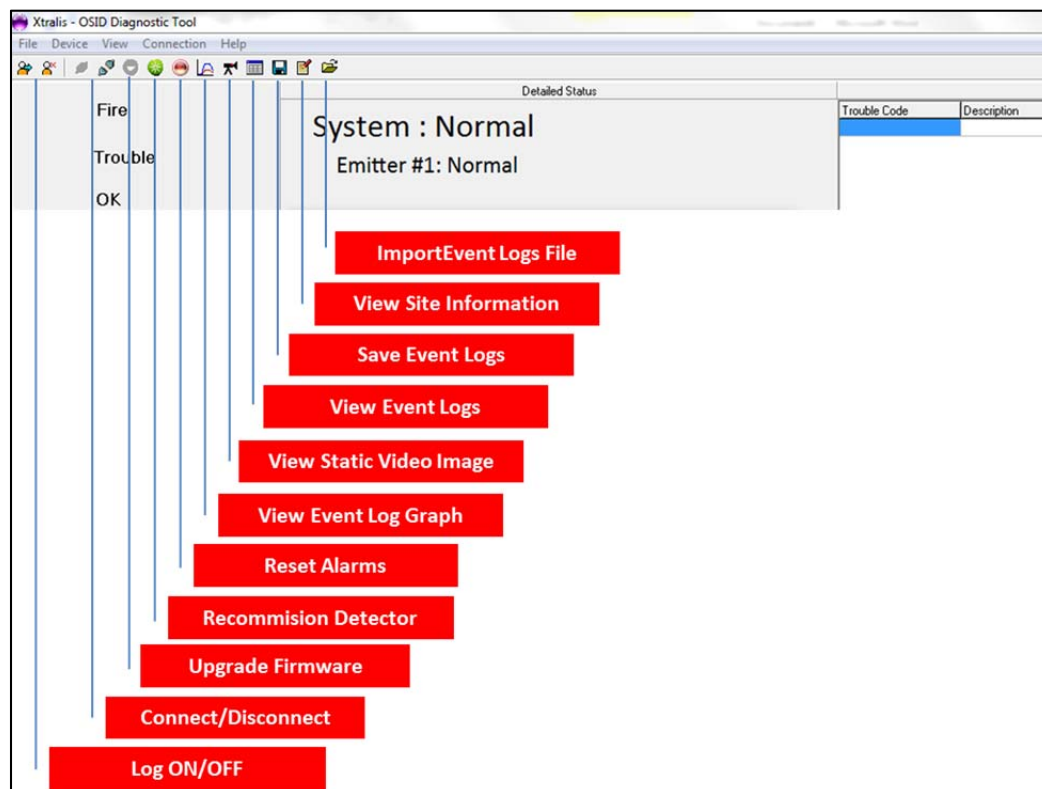 Xtralis - OSID Diagnostic Tool
File Device View Connection Help
Detailed Status
Fire
Trouble
OK
System : Normal
Emitter #1: Normal
Trouble Code Description
ImportEvent Logs File
View Site Information
Save Event Logs
View Event Logs
View Static Video Image
View Event Log Graph
Reset Alarms
Recommision Detector
Upgrade Firmware
Connect/Disconnect
Log ON/OFF